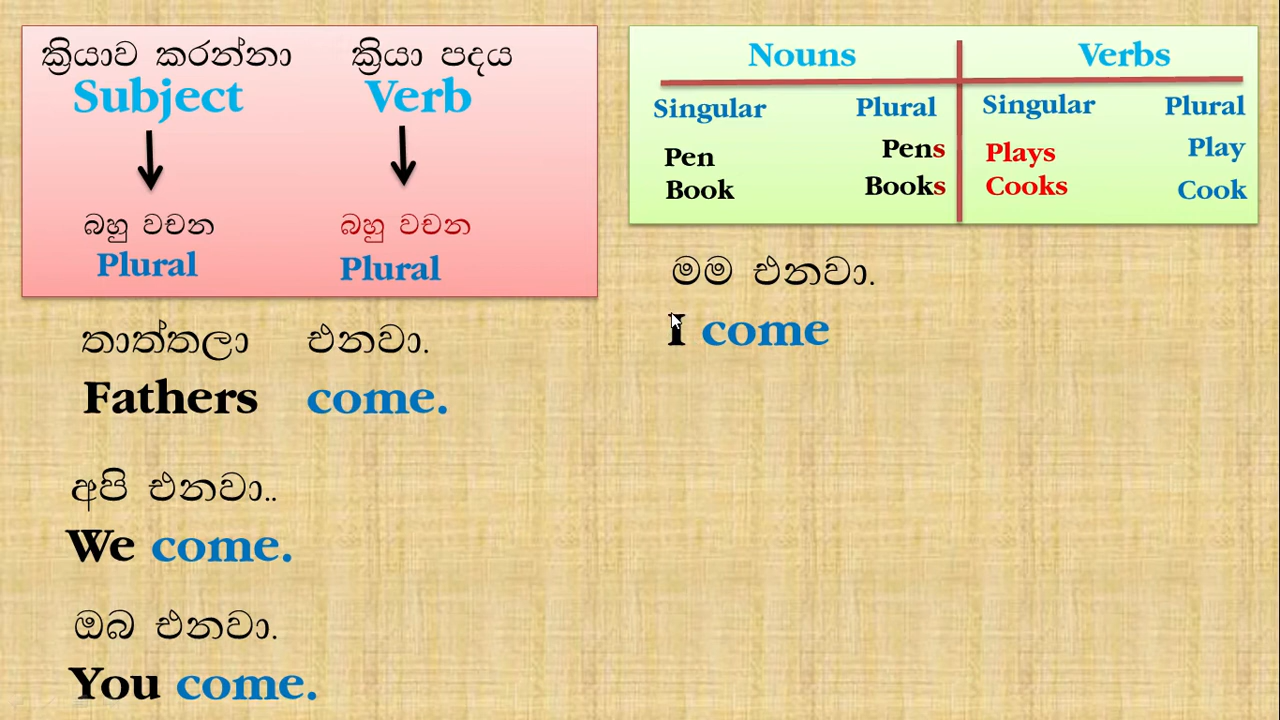 ක්‍රියාව කරන්නා ක්‍රියා පදය
Subject Verb
බහු වචන බහු වචන
Plural Plural
තාත්තලා එනවා.
Fathers come.
අපි එනවා..
We come.
ඔබ එනවා.
You come.
Nouns Verbs
Singular Plural Singular Plural
Pen Pens Plays Play
Book Books Cooks Cook
මම එනවා.
I come